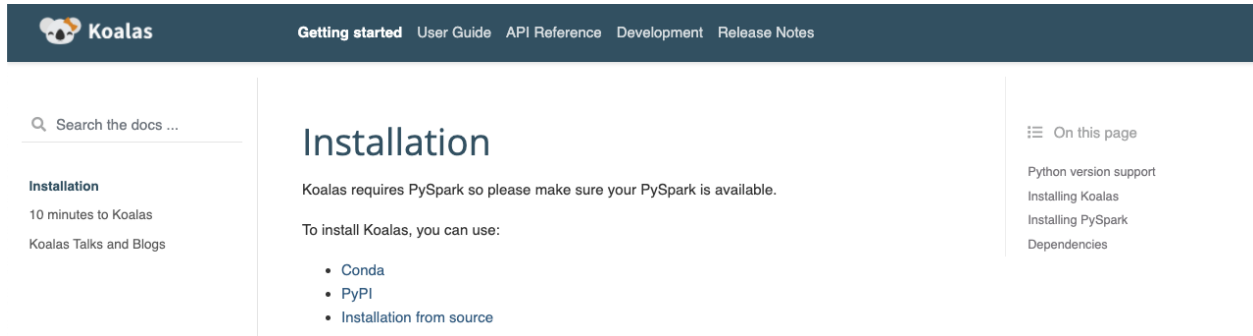 Koalas
Getting started User Guide API Reference Development Release Notes
Search the docs ...
Installation
10 minutes to Koalas
Koalas Talks and Blogs
Installation
Koalas requires PySpark so please make sure your PySpark is available.
To install Koalas, you can use:
• Conda
• PyPI
• Installation from source
On this page
Python version support
Installing Koalas
Installing PySpark
Dependencies